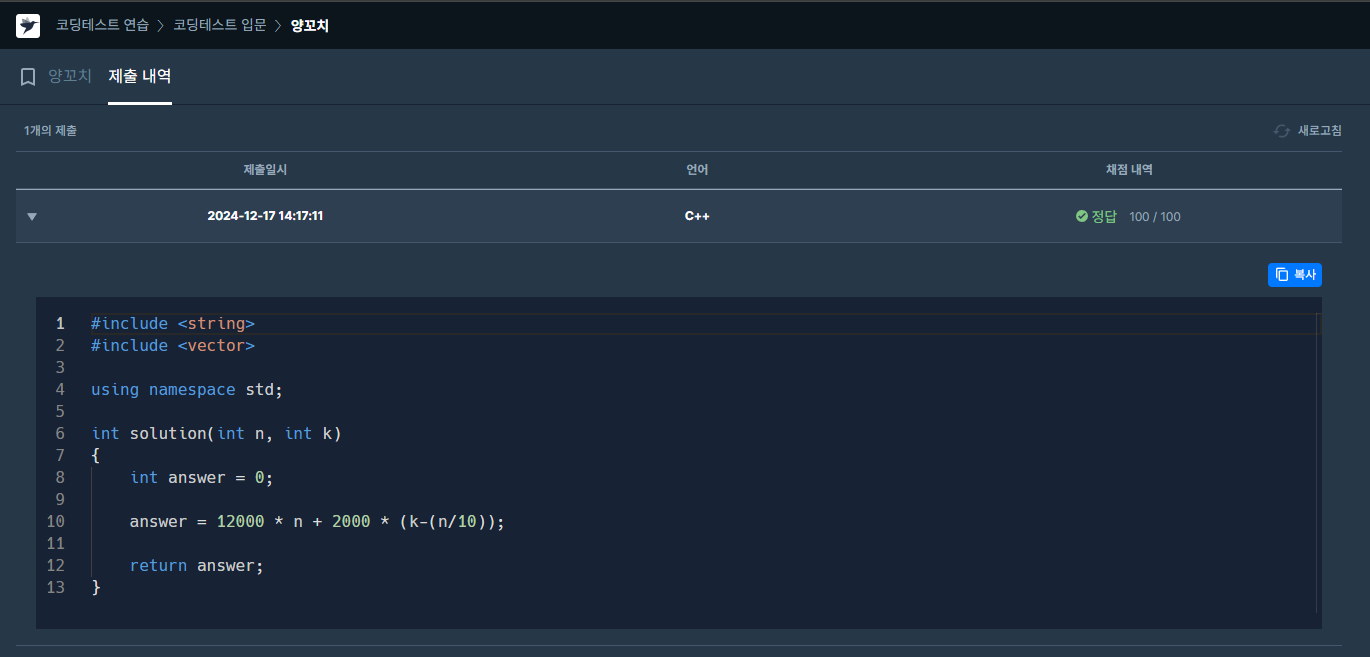 코딩테스트 연습 > 코딩테스트 입문 > 양꼬치
양꼬치 제출 내역
1개의 제출 새로고침
제출일시 언어 채점 내역
2024-12-17 14:17:11 C++ 정답 100 / 100
복사
1 #include <string>
2 #include <vector>
3
4 using namespace std;
5
6 int solution(int n, int k)
7 {
8     int answer = 0;
9
10     answer = 12000 * n + 2000 * (k-(n/10));
11
12     return answer;
13 }